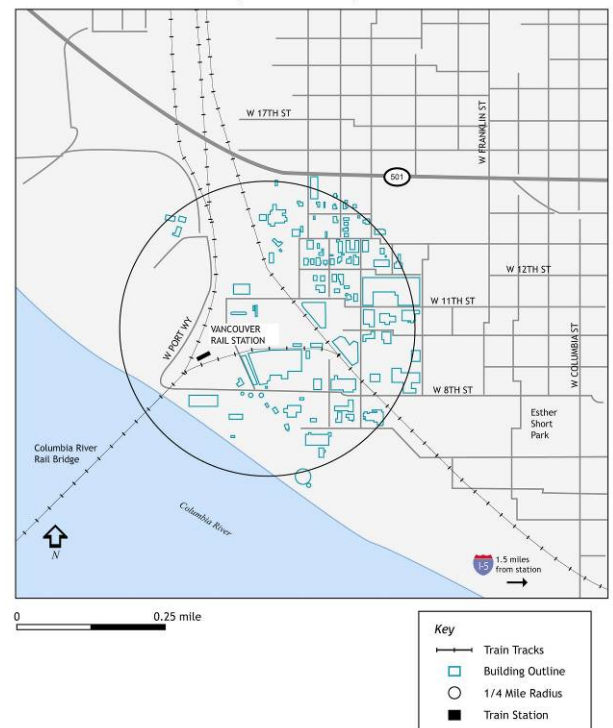 W 17TH ST
W FRANKLIN ST
501
W 12TH ST
W 11TH ST
W PORT WY
VANCOUVER
RAIL STATION
W COLUMBIA ST
W 8TH ST
Esther
Short
Park
Columbia River
Rail Bridge
Columbia River
N
I-5
1.5 miles
from station
0 0.25 mile
Key
Train Tracks
Building Outline
1/4 Mile Radius
Train Station